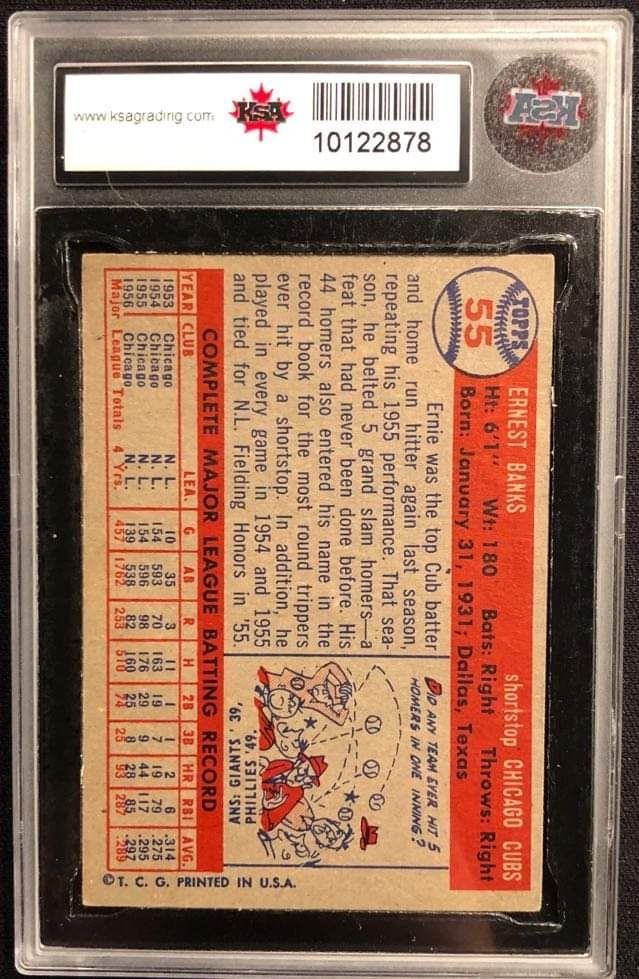 www.ksagrading.com
KSA
10122878
KSA
TOPPS
55
ERNEST BANKS
shortstop CHICAGO CUBS
Ht: 6'1" Wt: 180 Bats: Right Throws: Right
Born: January 31, 1931; Dallas, Texas
Ernie was the top Cub batter
and home run hitter again last season,
repeating his 1955 performance. That sea-
son, he belted 5 grand slam homers—a
feat that had never been done before. His
44 homers also entered his name in the
record book for the most round trippers
ever hit by a shortstop. In addition, he
played in every game in 1954 and 1955
and tied for N.L. Fielding Honors in '55
DID ANY TEAM EVER HIT 5
HOMERS IN ONE INNING?
ANS: GIANTS '39,
PHILLIES '49.
COMPLETE MAJOR LEAGUE BATTING RECORD
YEAR CLUB LEA. G AB R H 2B 3B HR RBI AVG.
1953 Chicago N. L. 10 35 3 11 1 1 2 6 .314
1954 Chicago N. L. 154 593 70 163 19 7 19 79 .275
1955 Chicago N. L. 154 596 98 176 29 9 44 117 .295
1956 Chicago N. L. 139 538 82 160 25 8 28 85 .297
Major League Totals 4 Yrs. 457 1762 253 510 74 25 93 287 .289
©T. C. G. PRINTED IN U.S.A.